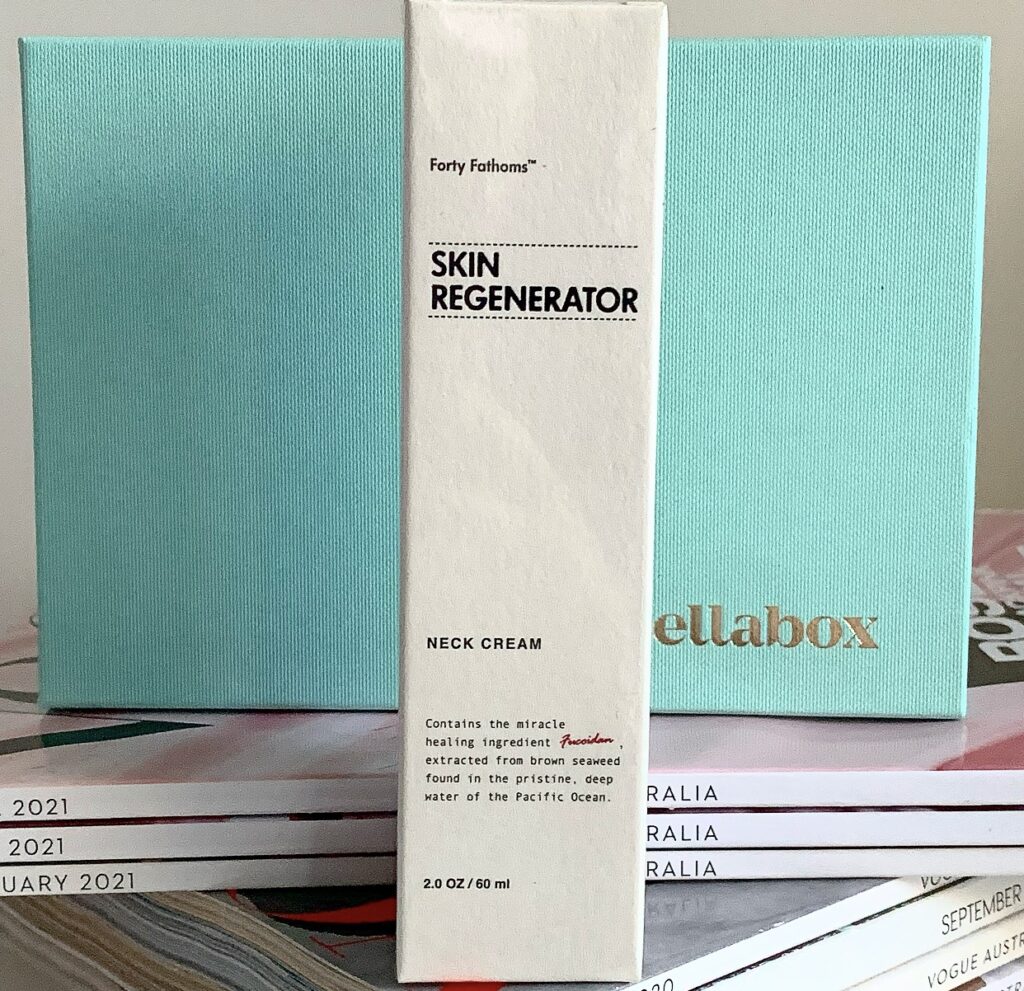 Forty Fathoms™
SKIN
REGENERATOR
NECK CREAM
Contains the miracle
healing ingredient Fucoidan,
extracted from brown seaweed
found in the pristine, deep
water of the Pacific Ocean.
2.0 OZ / 60 ml
ellabox
2021
RALIA
2021
RALIA
UARY 2021
RALIA
SEPTEMBER
VOGUE AUSTR